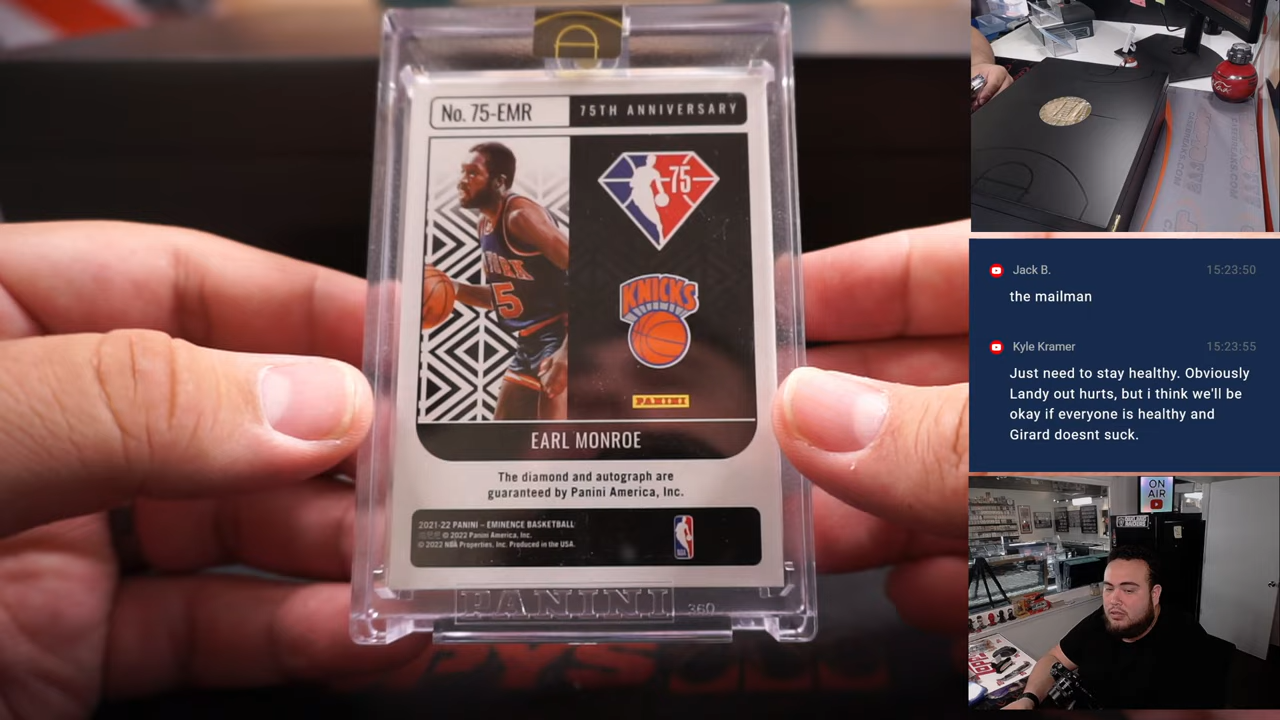 No. 75-EMR
75TH ANNIVERSARY
75
YORK
5
KNICKS
PANINI
EARL MONROE
The diamond and autograph are
guaranteed by Panini America, Inc.
2021-22 PANINI – EMINENCE BASKETBALL
© 2022 Panini America, Inc.
© 2022 NBA Properties, Inc. Produced in the USA.
NBA
PANINI 360
Jack B. 15:23:50
the mailman
Kyle Kramer 15:23:55
Just need to stay healthy. Obviously
Landy out hurts, but i think we'll be
okay if everyone is healthy and
Girard doesnt suck.
ON
AIR